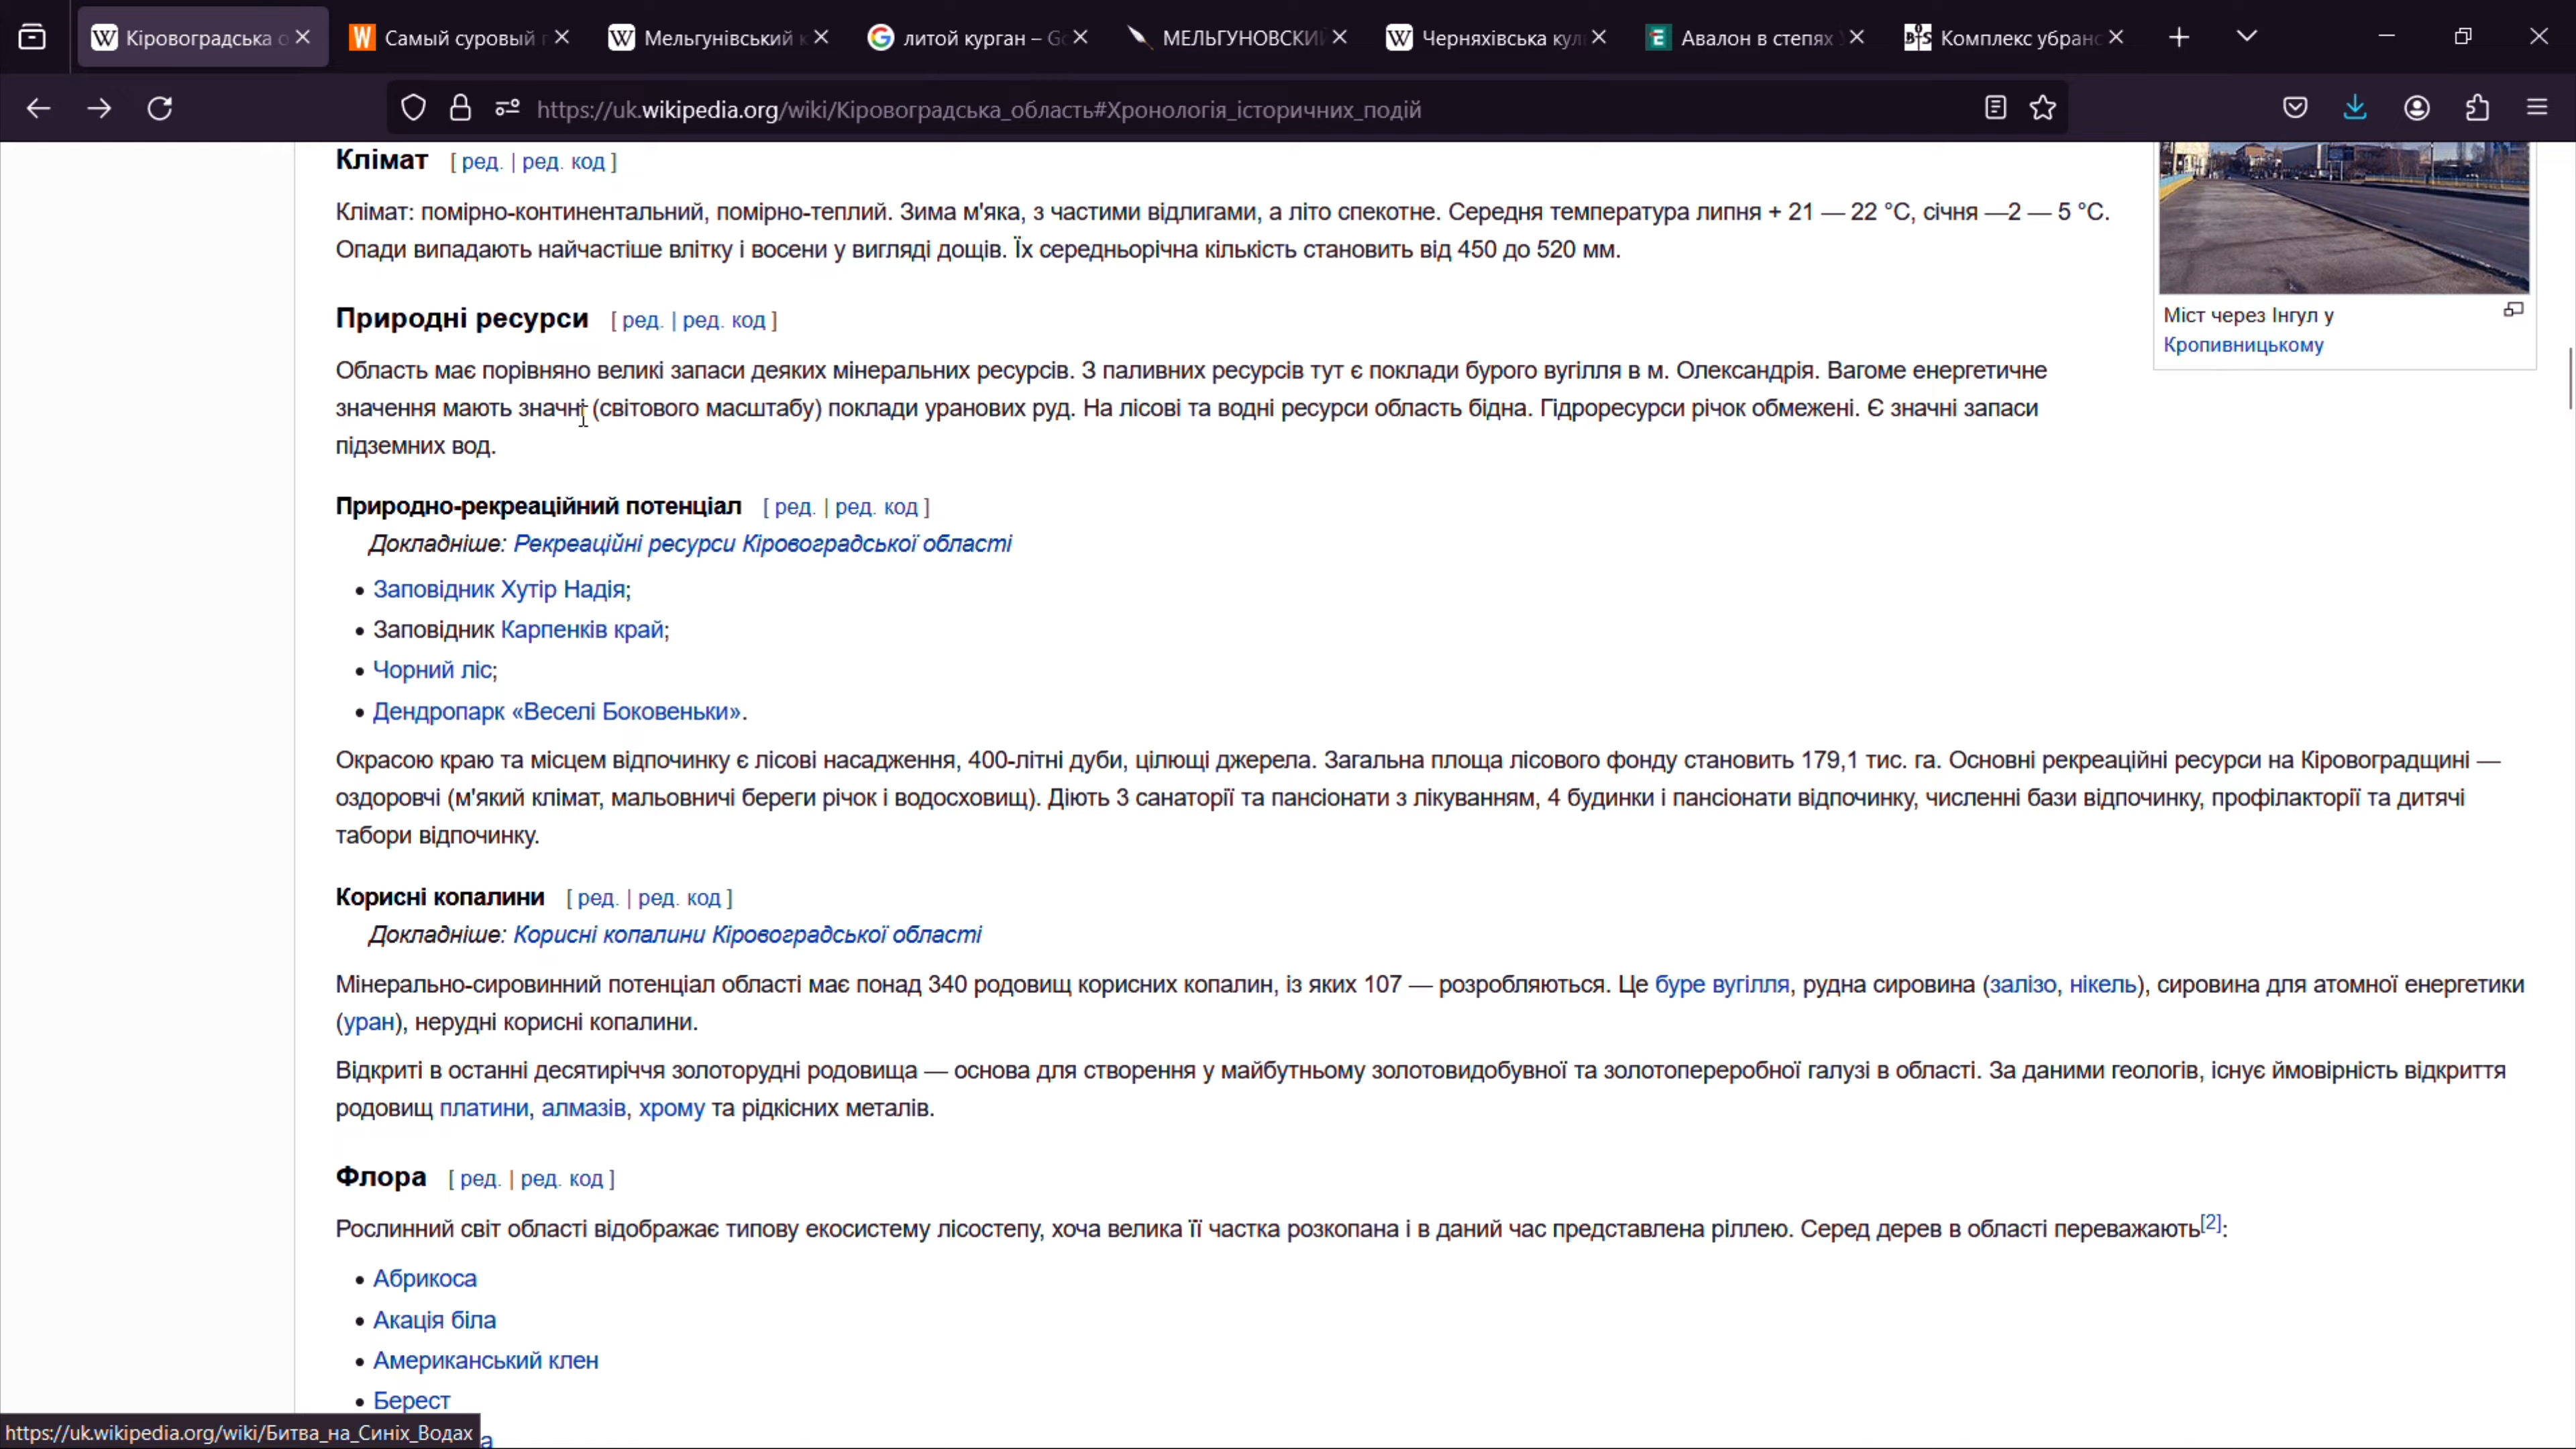 Кіровоградська о
Самый суровый г
Мельгунівський к
литой курган – Go
МЕЛЬГУНОВСКИЙ
Черняхівська кул
Авалон в степях У
Комплекс убранс
https://uk.wikipedia.org/wiki/Кіровоградська_область#Хронологія_історичних_подій
Клімат [ ред. | ред. код ]
Клімат: помірно-континентальний, помірно-теплий. Зима м'яка, з частими відлигами, а літо спекотне. Середня температура липня + 21 — 22 °C, січня —2 — 5 °C.
Опади випадають найчастіше влітку і восени у вигляді дощів. Їх середньорічна кількість становить від 450 до 520 мм.
Міст через Інгул у
Кропивницькому
Природні ресурси [ ред. | ред. код ]
Область має порівняно великі запаси деяких мінеральних ресурсів. З паливних ресурсів тут є поклади бурого вугілля в м. Олександрія. Вагоме енергетичне
значення мають значні (світового масштабу) поклади уранових руд. На лісові та водні ресурси область бідна. Гідроресурси річок обмежені. Є значні запаси
підземних вод.
Природно-рекреаційний потенціал [ ред. | ред. код ]
Докладніше: Рекреаційні ресурси Кіровоградської області
• Заповідник Хутір Надія;
• Заповідник Карпенків край;
• Чорний ліс;
• Дендропарк «Веселі Боковеньки».
Окрасою краю та місцем відпочинку є лісові насадження, 400-літні дуби, цілющі джерела. Загальна площа лісового фонду становить 179,1 тис. га. Основні рекреаційні ресурси на Кіровоградщині —
оздоровчі (м'який клімат, мальовничі береги річок і водосховищ). Діють 3 санаторії та пансіонати з лікуванням, 4 будинки і пансіонати відпочинку, численні бази відпочинку, профілакторії та дитячі
табори відпочинку.
Корисні копалини [ ред. | ред. код ]
Докладніше: Корисні копалини Кіровоградської області
Мінерально-сировинний потенціал області має понад 340 родовищ корисних копалин, із яких 107 — розробляються. Це буре вугілля, рудна сировина (залізо, нікель), сировина для атомної енергетики
(уран), нерудні корисні копалини.
Відкриті в останні десятиріччя золоторудні родовища — основа для створення у майбутньому золотовидобувної та золотопереробної галузі в області. За даними геологів, існує ймовірність відкриття
родовищ платини, алмазів, хрому та рідкісних металів.
Флора [ ред. | ред. код ]
Рослинний світ області відображає типову екосистему лісостепу, хоча велика її частка розкопана і в даний час представлена ріллею. Серед дерев в області переважають[2]:
• Абрикоса
• Акація біла
• Американський клен
• Берест
https://uk.wikipedia.org/wiki/Битва_на_Синіх_Водах